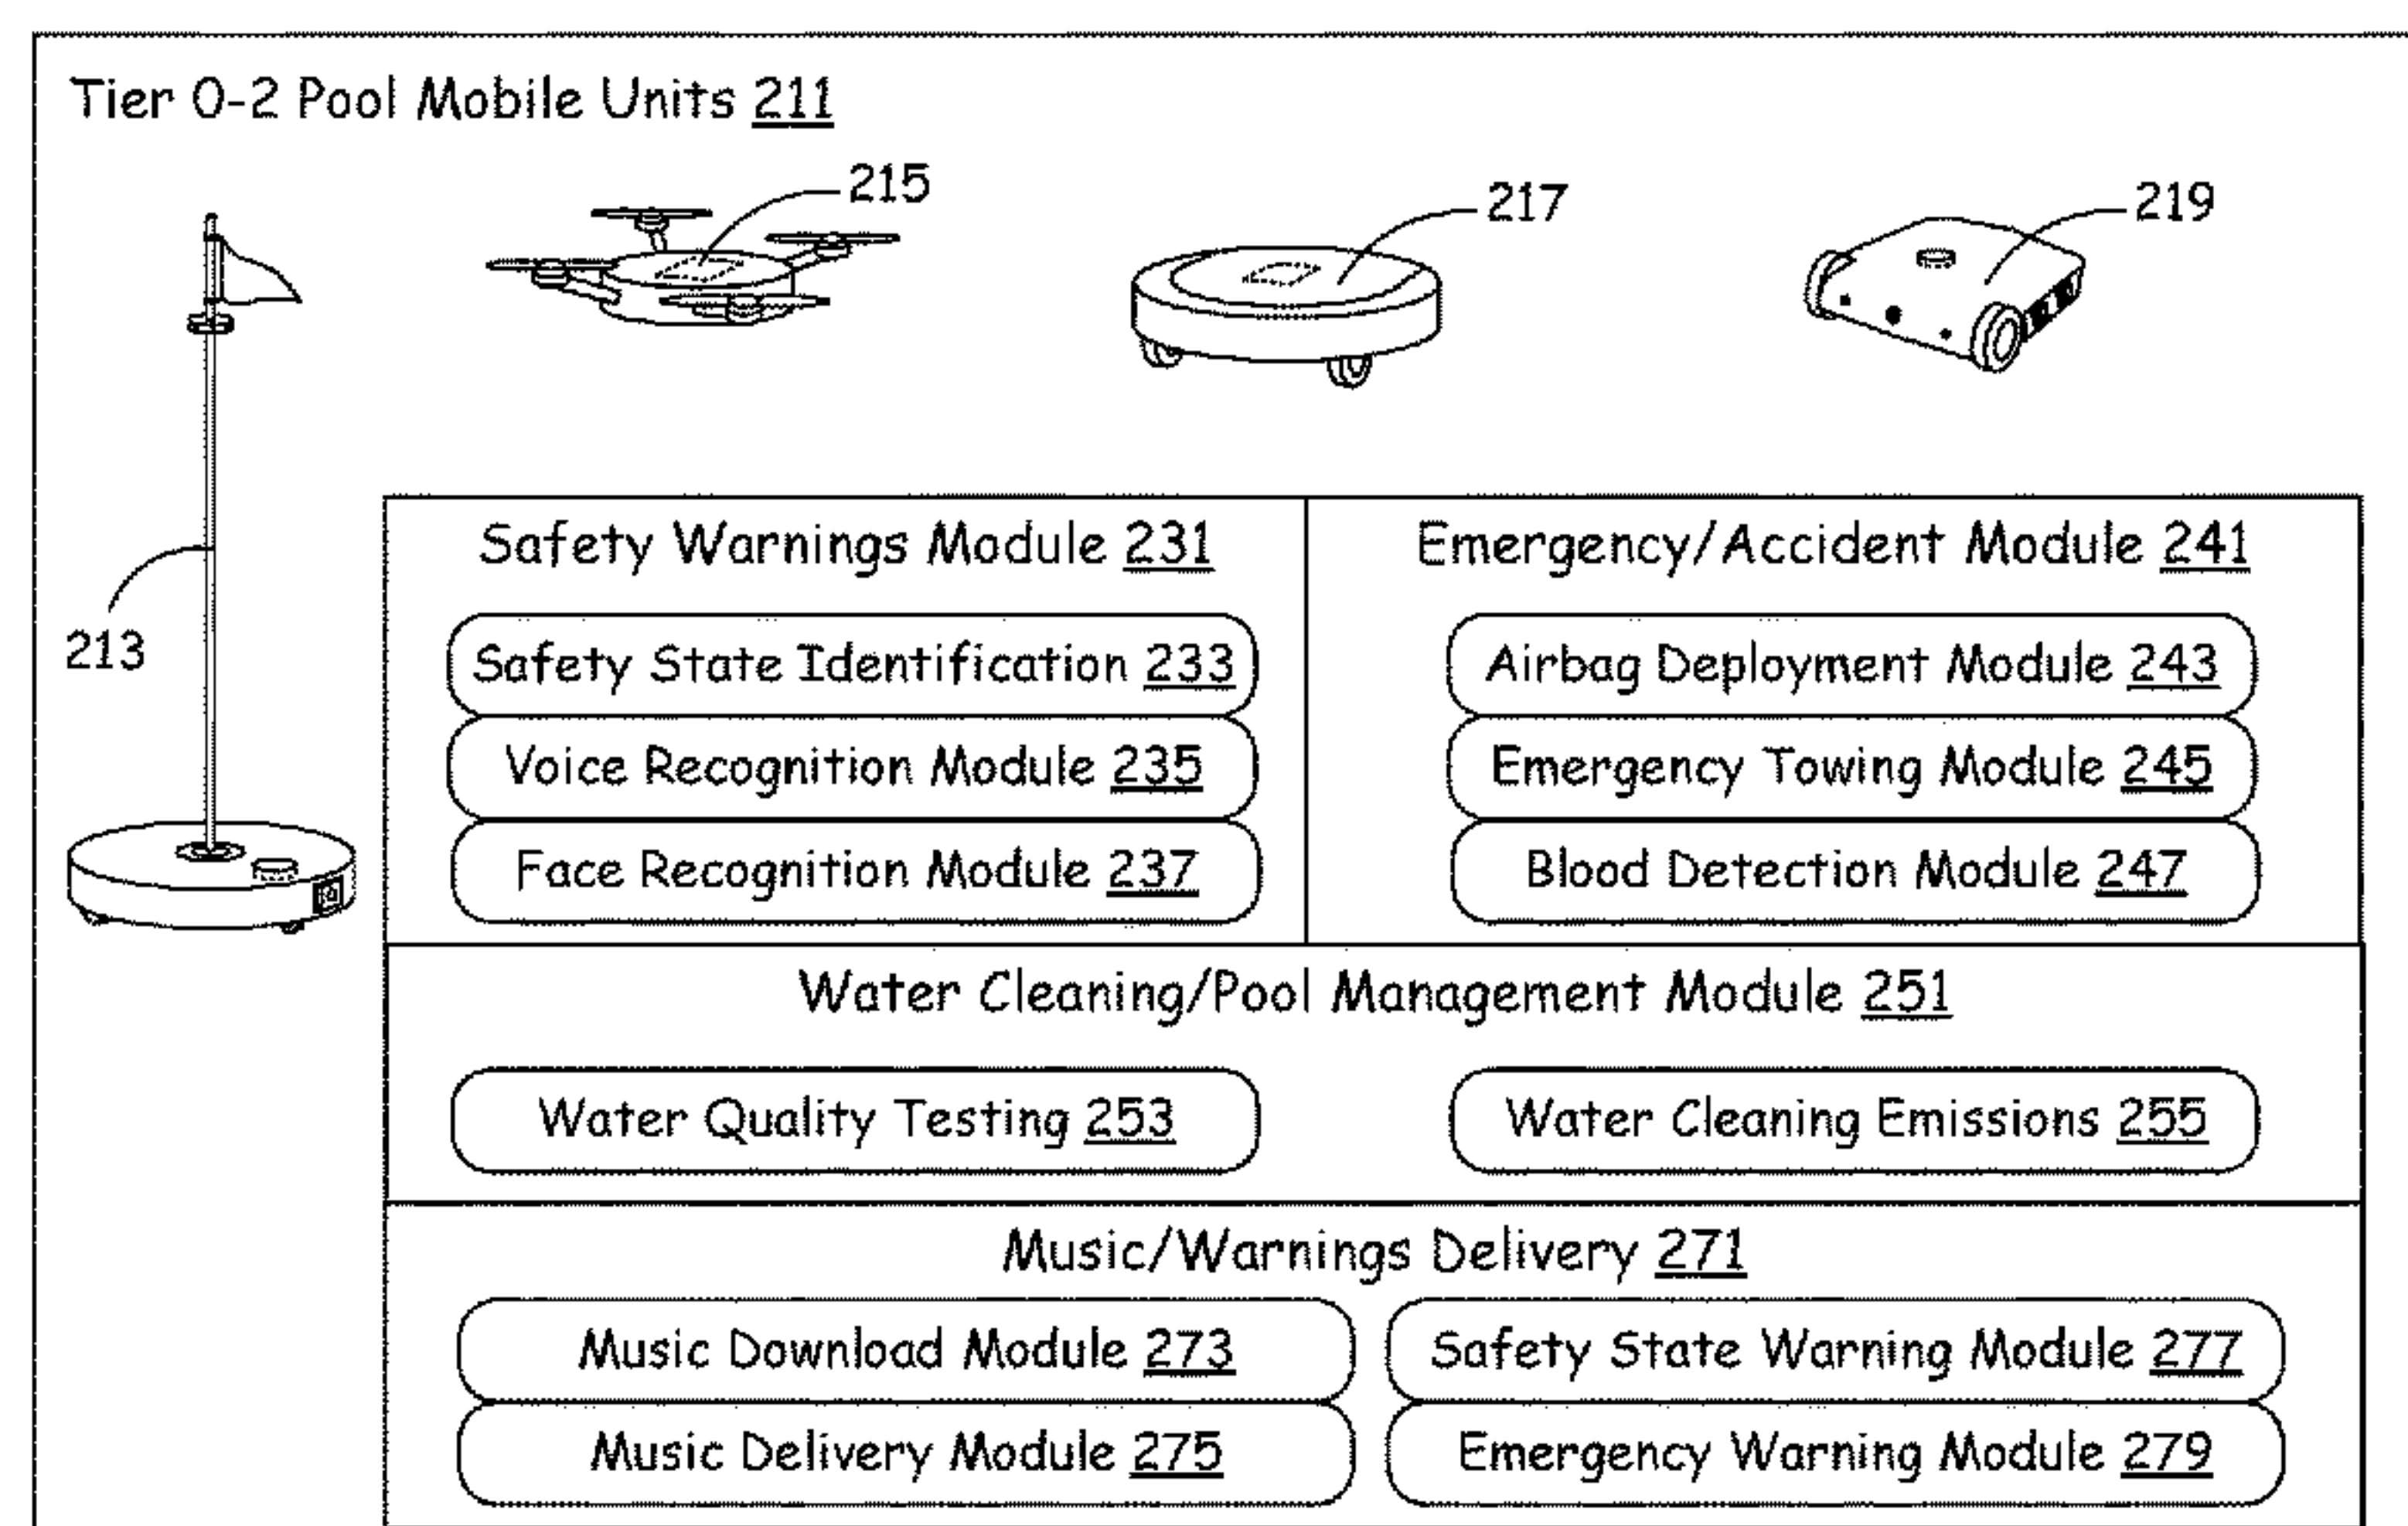 Tier 0-2 Pool Mobile Units 211
215
217
219
213
Safety Warnings Module 231
Safety State Identification 233
Voice Recognition Module 235
Face Recognition Module 237
Emergency/Accident Module 241
Airbag Deployment Module 243
Emergency Towing Module 245
Blood Detection Module 247
Water Cleaning/Pool Management Module 251
Water Quality Testing 253
Water Cleaning Emissions 255
Music/Warnings Delivery 271
Music Download Module 273
Music Delivery Module 275
Safety State Warning Module 277
Emergency Warning Module 279